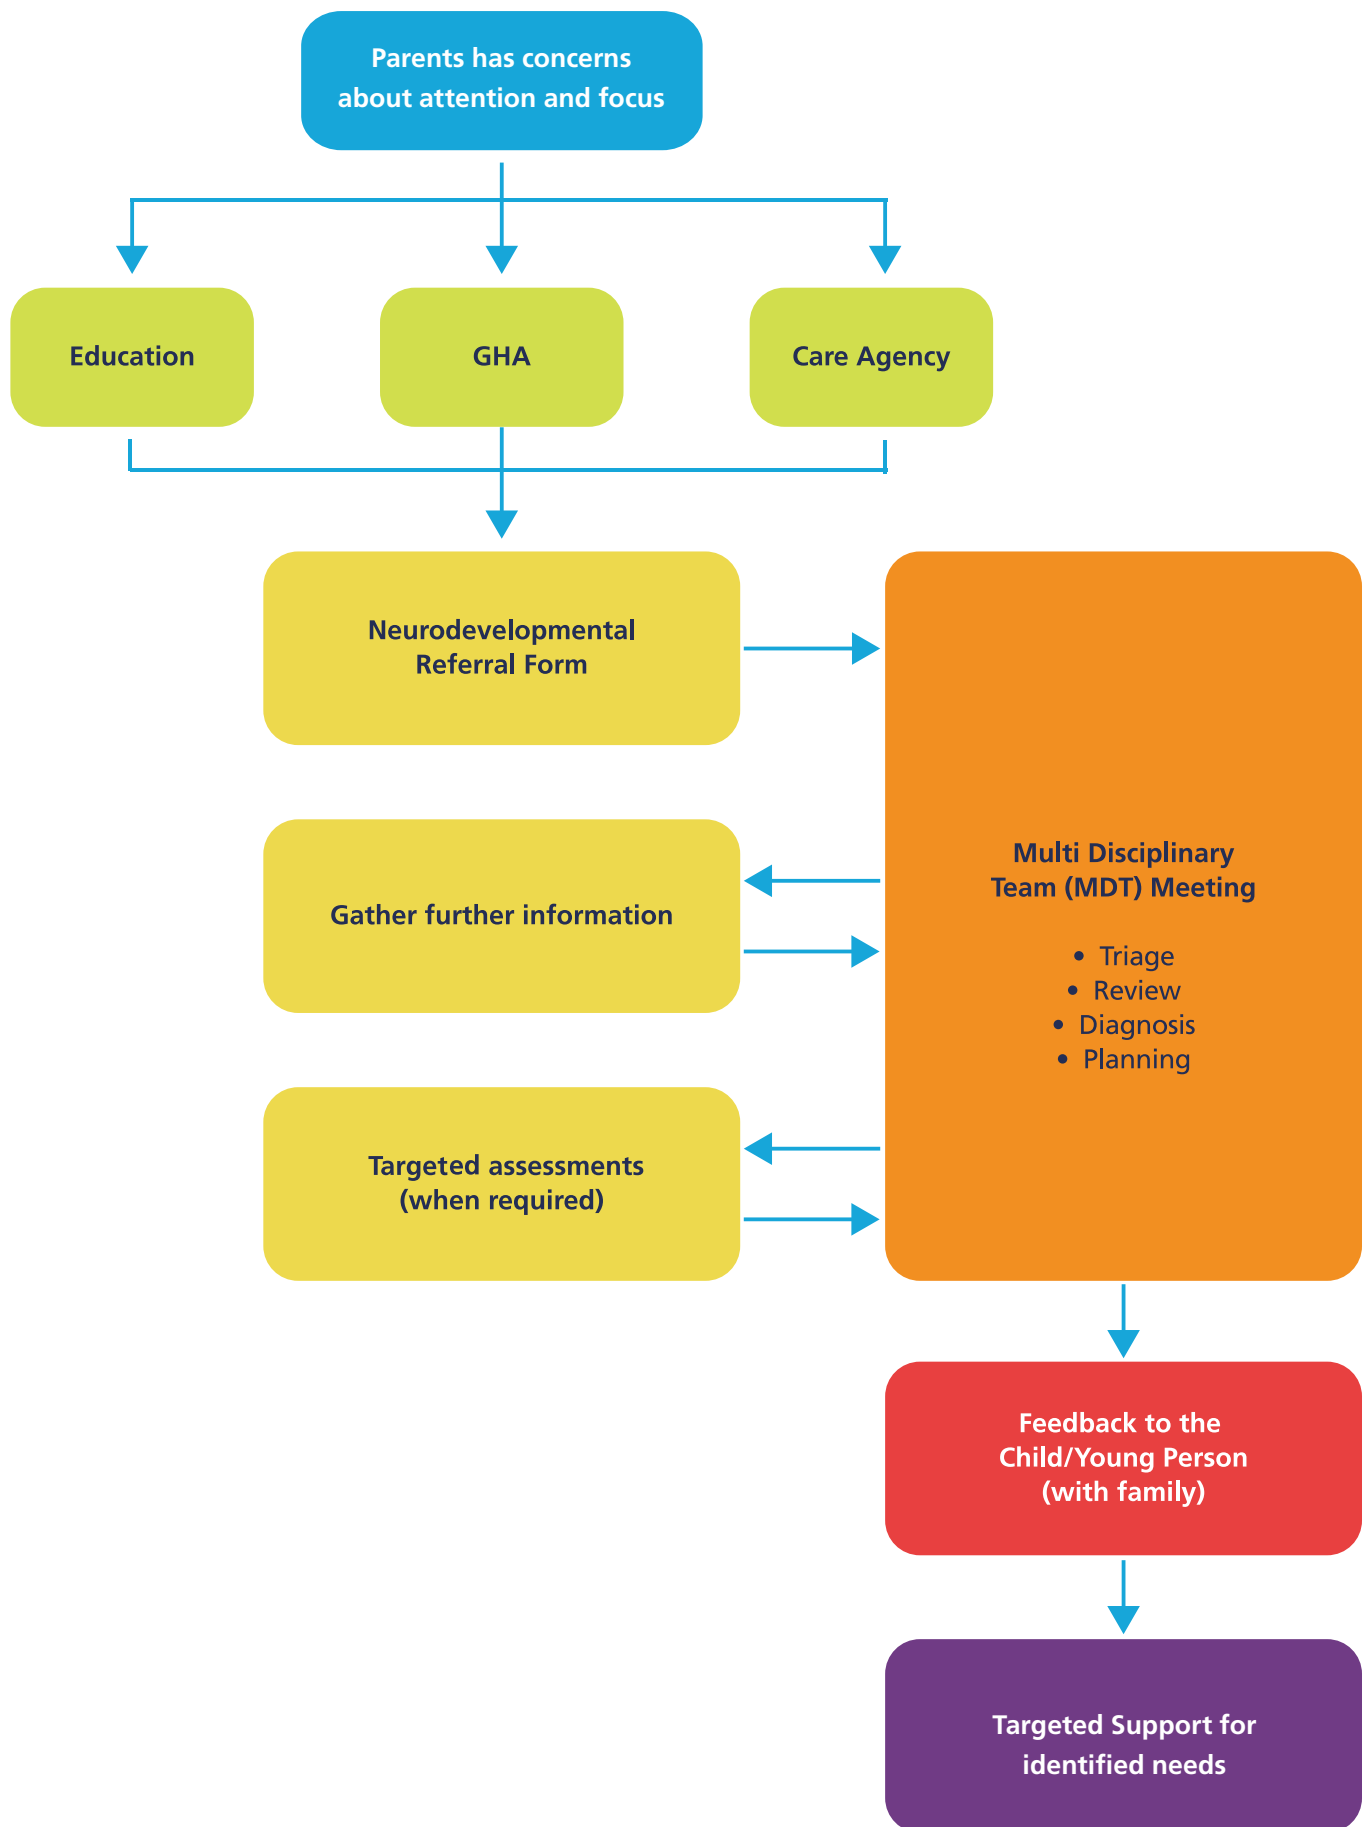 Parents has concerns
about attention and focus
Education
GHA
Care Agency
Neurodevelopmental
Referral Form
Gather further information
Targeted assessments
(when required)
Multi Disciplinary
Team (MDT) Meeting
• Triage
• Review
• Diagnosis
• Planning
Feedback to the
Child/Young Person
(with family)
Targeted Support for
identified needs